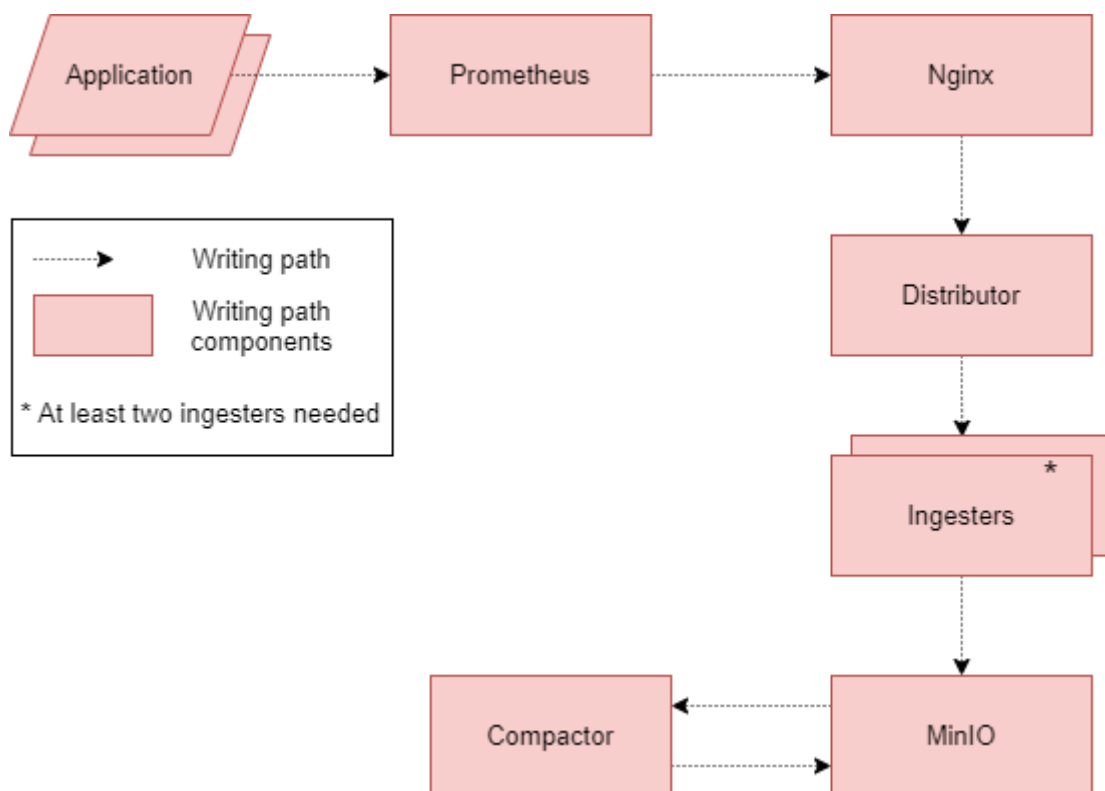 Application
Prometheus
Nginx
Writing path
Writing path
components
* At least two ingesters needed
Distributor
*
Ingesters
Compactor
MinIO